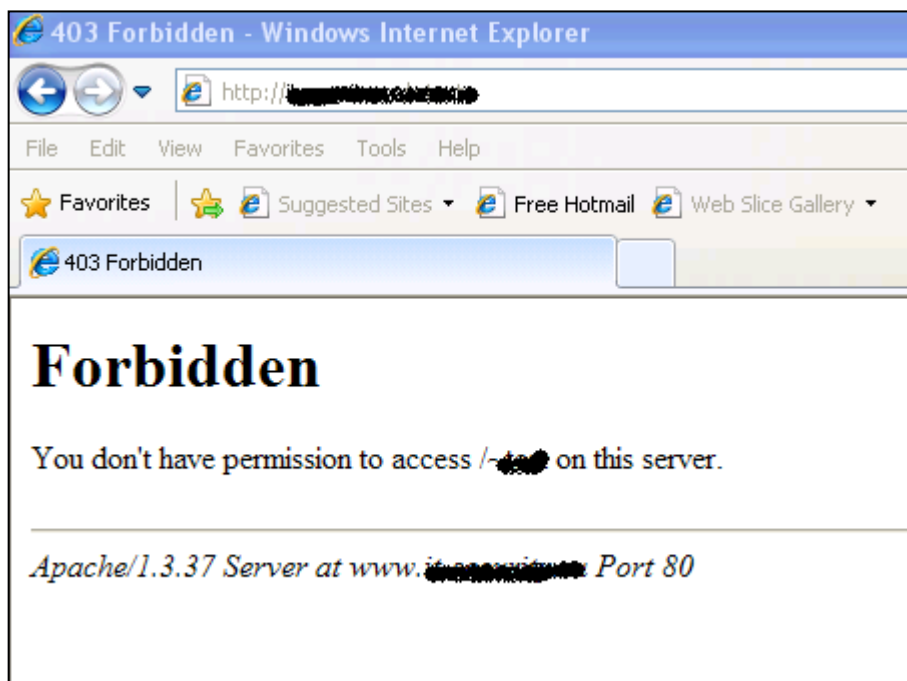 403 Forbidden - Windows Internet Explorer
http://
File Edit View Favorites Tools Help
Favorites Suggested Sites Free Hotmail Web Slice Gallery
403 Forbidden
Forbidden
You don't have permission to access /- on this server.
Apache/1.3.37 Server at www. Port 80